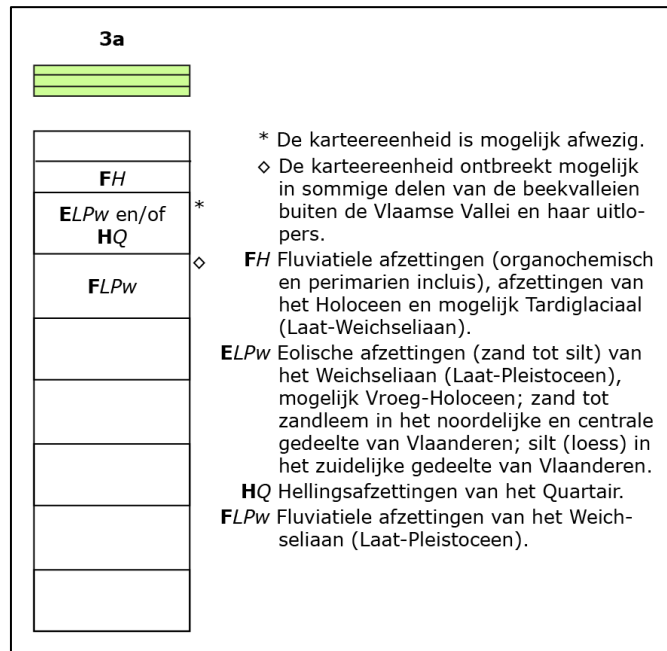 3a
FH
ELPw en/of
HQ
*
◇
FLPw
* De karteereenheid is mogelijk afwezig.
◇ De karteereenheid ontbreekt mogelijk
in sommige delen van de beekvalleien
buiten de Vlaamse Vallei en haar uitlo-
pers.
FH Fluviatiele afzettingen (organochemisch
en perimarien incluis), afzettingen van
het Holoceen en mogelijk Tardiglaciaal
(Laat-Weichseliaan).
ELPw Eolische afzettingen (zand tot silt) van
het Weichseliaan (Laat-Pleistoceen),
mogelijk Vroeg-Holoceen; zand tot
zandleem in het noordelijke en centrale
gedeelte van Vlaanderen; silt (loess) in
het zuidelijke gedeelte van Vlaanderen.
HQ Hellingsafzettingen van het Quartair.
FLPw Fluviatiele afzettingen van het Weich-
seliaan (Laat-Pleistoceen).